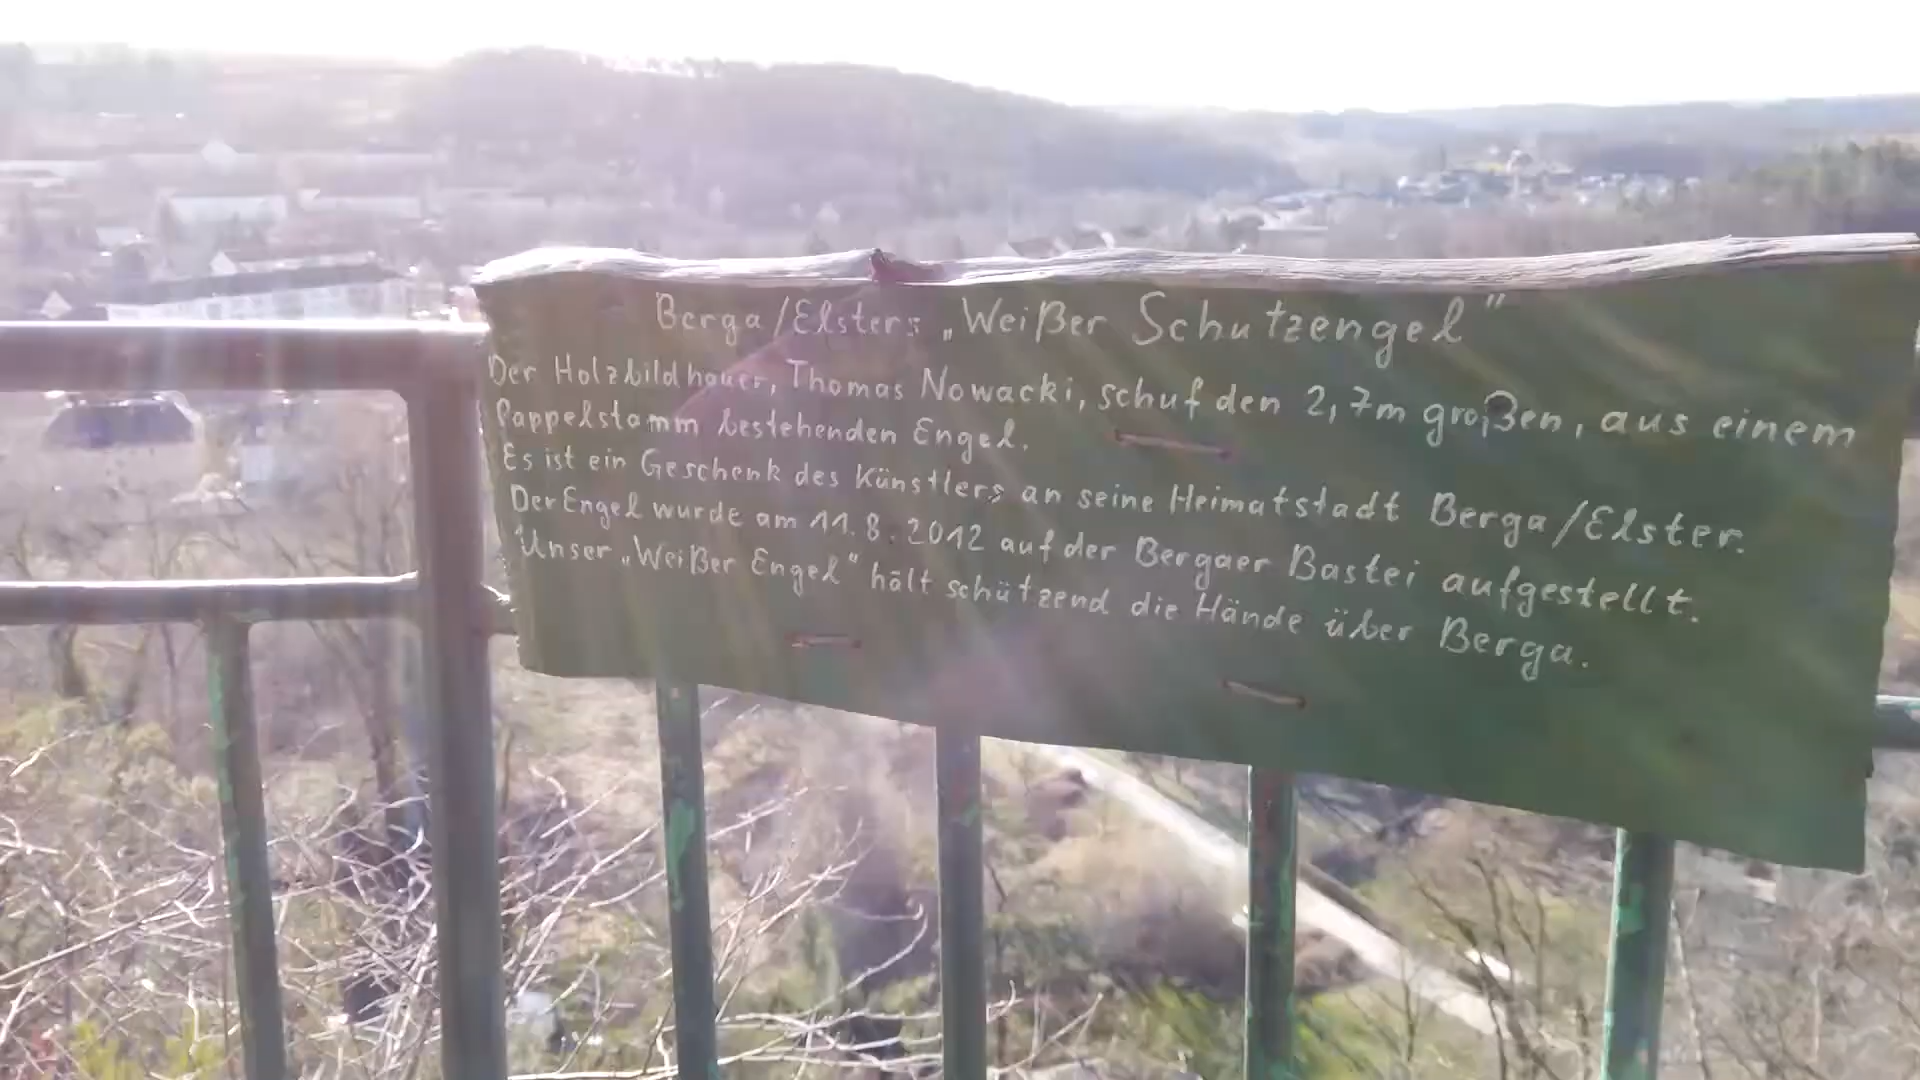 Berga/Elsters „Weißer Schutzengel"
Der Holzbildhauer, Thomas Nowacki, schuf den 2,7m großen, aus einem
Pappelstamm bestehenden Engel.
Es ist ein Geschenk des Künstlers an seine Heimatstadt Berga/Elster.
Der Engel wurde am 11.8.2012 auf der Bergaer Bastei aufgestellt.
Unser „Weißer Engel" hält schützend die Hände über Berga.